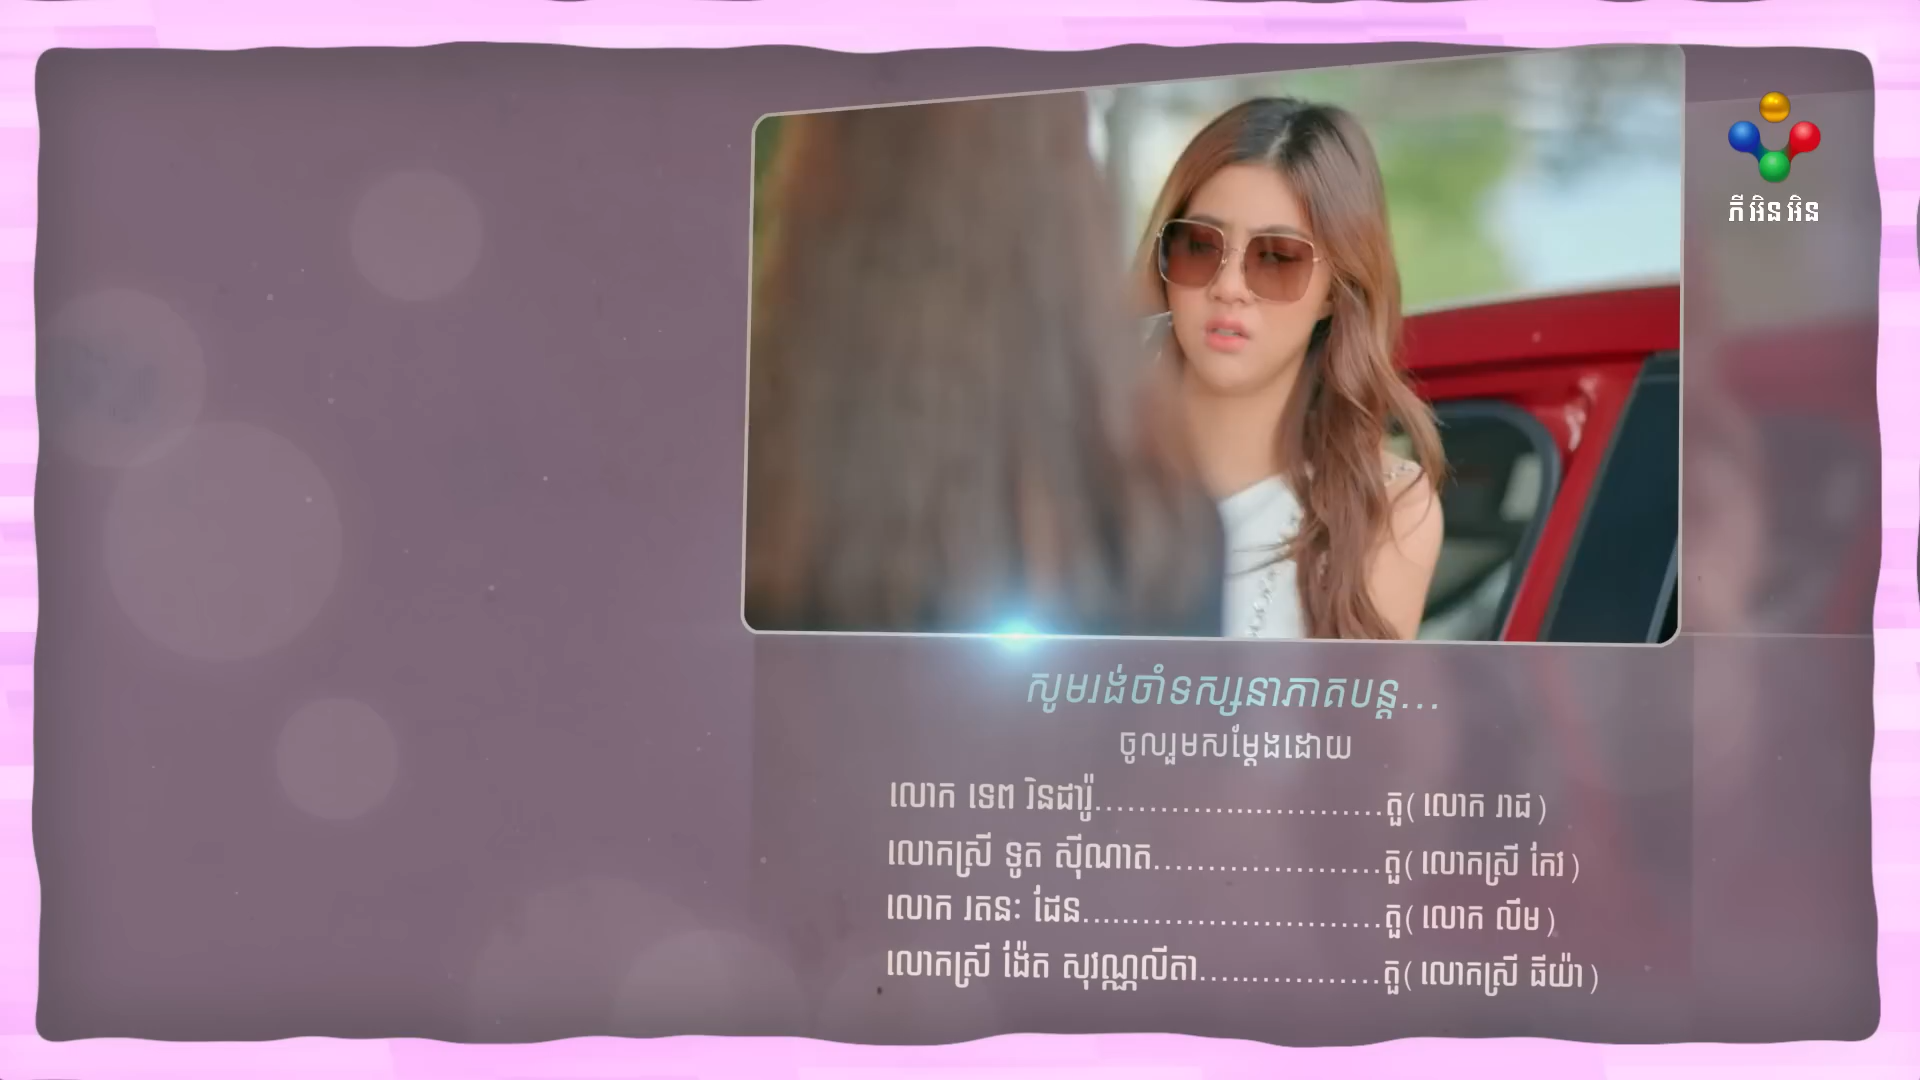 ភីអិនអិន
សូមរង់ចាំទស្សនាភាគបន្ត...
ចូលរួមសម្តែងដោយ
លោក ទេព រិនដារ៉ូ..................................តួ( លោក រាជ )
លោកស្រី ទូត ស៊ីណាត..........................តួ( លោកស្រី កែវ )
លោក រតនៈ ដែន..................................តួ( លោក លឹម )
លោកស្រី ង៉ែត សុវណ្ណលីតា......................តួ( លោកស្រី ធីយ៉ា )